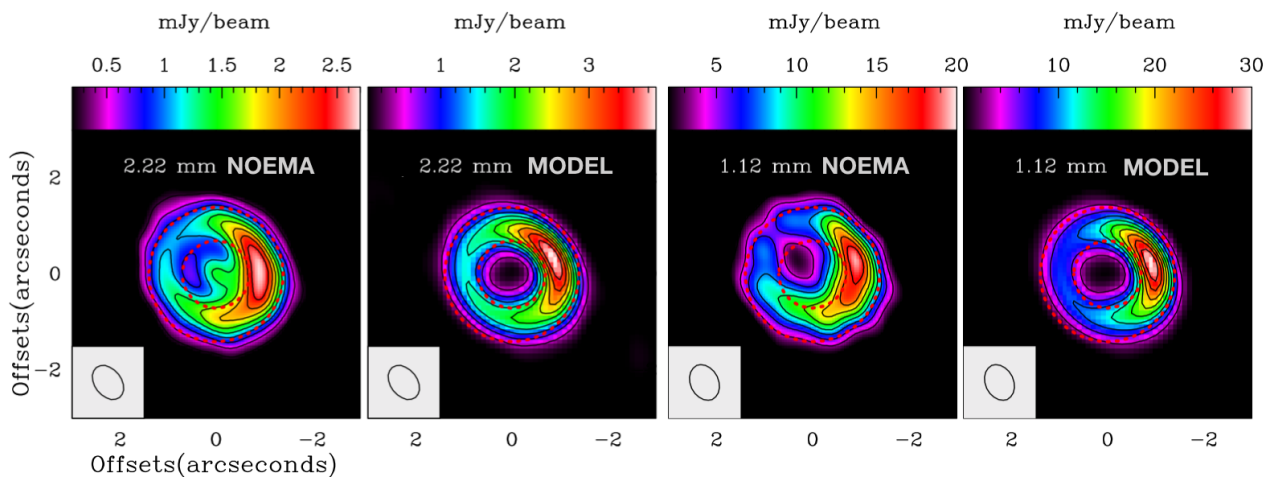 mJy/beam mJy/beam mJy/beam mJy/beam
0.5 1 1.5 2 2.5 1 2 3 5 10 15 20 10 20 30
2.22 mm NOEMA 2.22 mm MODEL 1.12 mm NOEMA 1.12 mm MODEL
Offsets(arcseconds)
2
0
−2
2 0 −2 2 0 −2 2 0 −2 2 0 −2
Offsets(arcseconds)